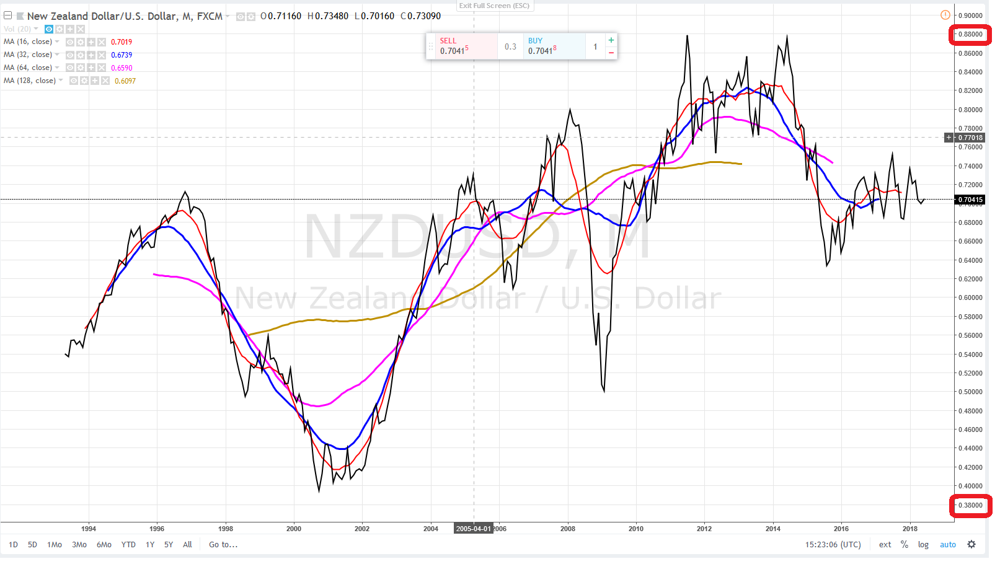 Exit Full Screen (ESC)
New Zealand Dollar/U.S. Dollar, M, FXCM O0.71160 H0.73480 L0.70160 C0.73090
Vol (20)
MA (16, close) 0.7019
MA (32, close) 0.6739
MA (64, close) 0.6590
MA (128, close) 0.6097
SELL
0.70415
0.3
BUY
0.70418
1
+
−
NZDUSD, M
New Zealand Dollar / U.S. Dollar
0.90000
0.88000
0.86000
0.84000
0.82000
0.80000
0.78000
+ 0.77018
0.76000
0.74000
0.72000
0.70415
0.68000
0.66000
0.64000
0.62000
0.60000
0.58000
0.56000
0.54000
0.52000
0.50000
0.48000
0.46000
0.44000
0.42000
0.40000
0.38000
1994 1996 1998 2000 2002 2004 2005-04-01 2006 2008 2010 2012 2014 2016 2018
1D 5D 1Mo 3Mo 6Mo YTD 1Y 5Y All Go to... 15:23:06 (UTC) ext % log auto